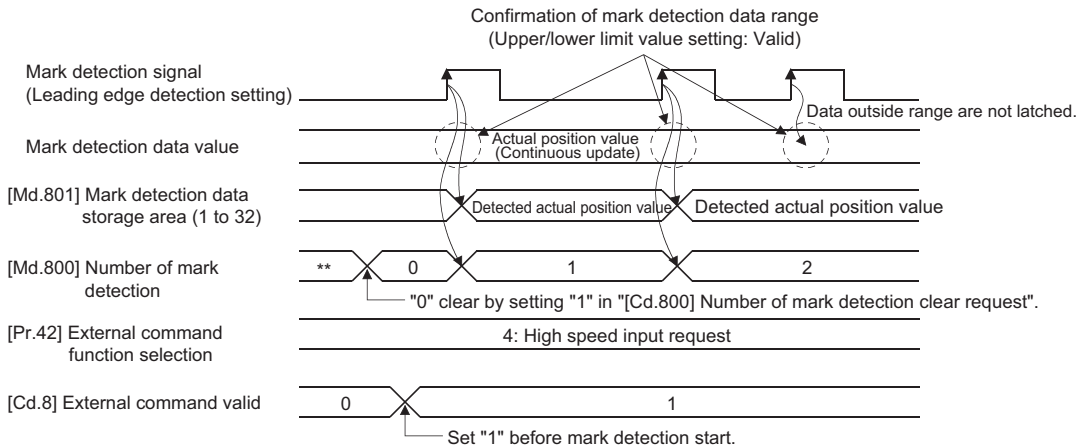 Confirmation of mark detection data range
(Upper/lower limit value setting: Valid)
Mark detection signal
(Leading edge detection setting)
Data outside range are not latched.
Mark detection data value
Actual position value
(Continuous update)
[Md.801] Mark detection data
storage area (1 to 32)
Detected actual position value
Detected actual position value
[Md.800] Number of mark
detection
** 0 1 2
"0" clear by setting "1" in "[Cd.800] Number of mark detection clear request".
[Pr.42] External command
function selection
4: High speed input request
[Cd.8] External command valid
0 1
Set "1" before mark detection start.